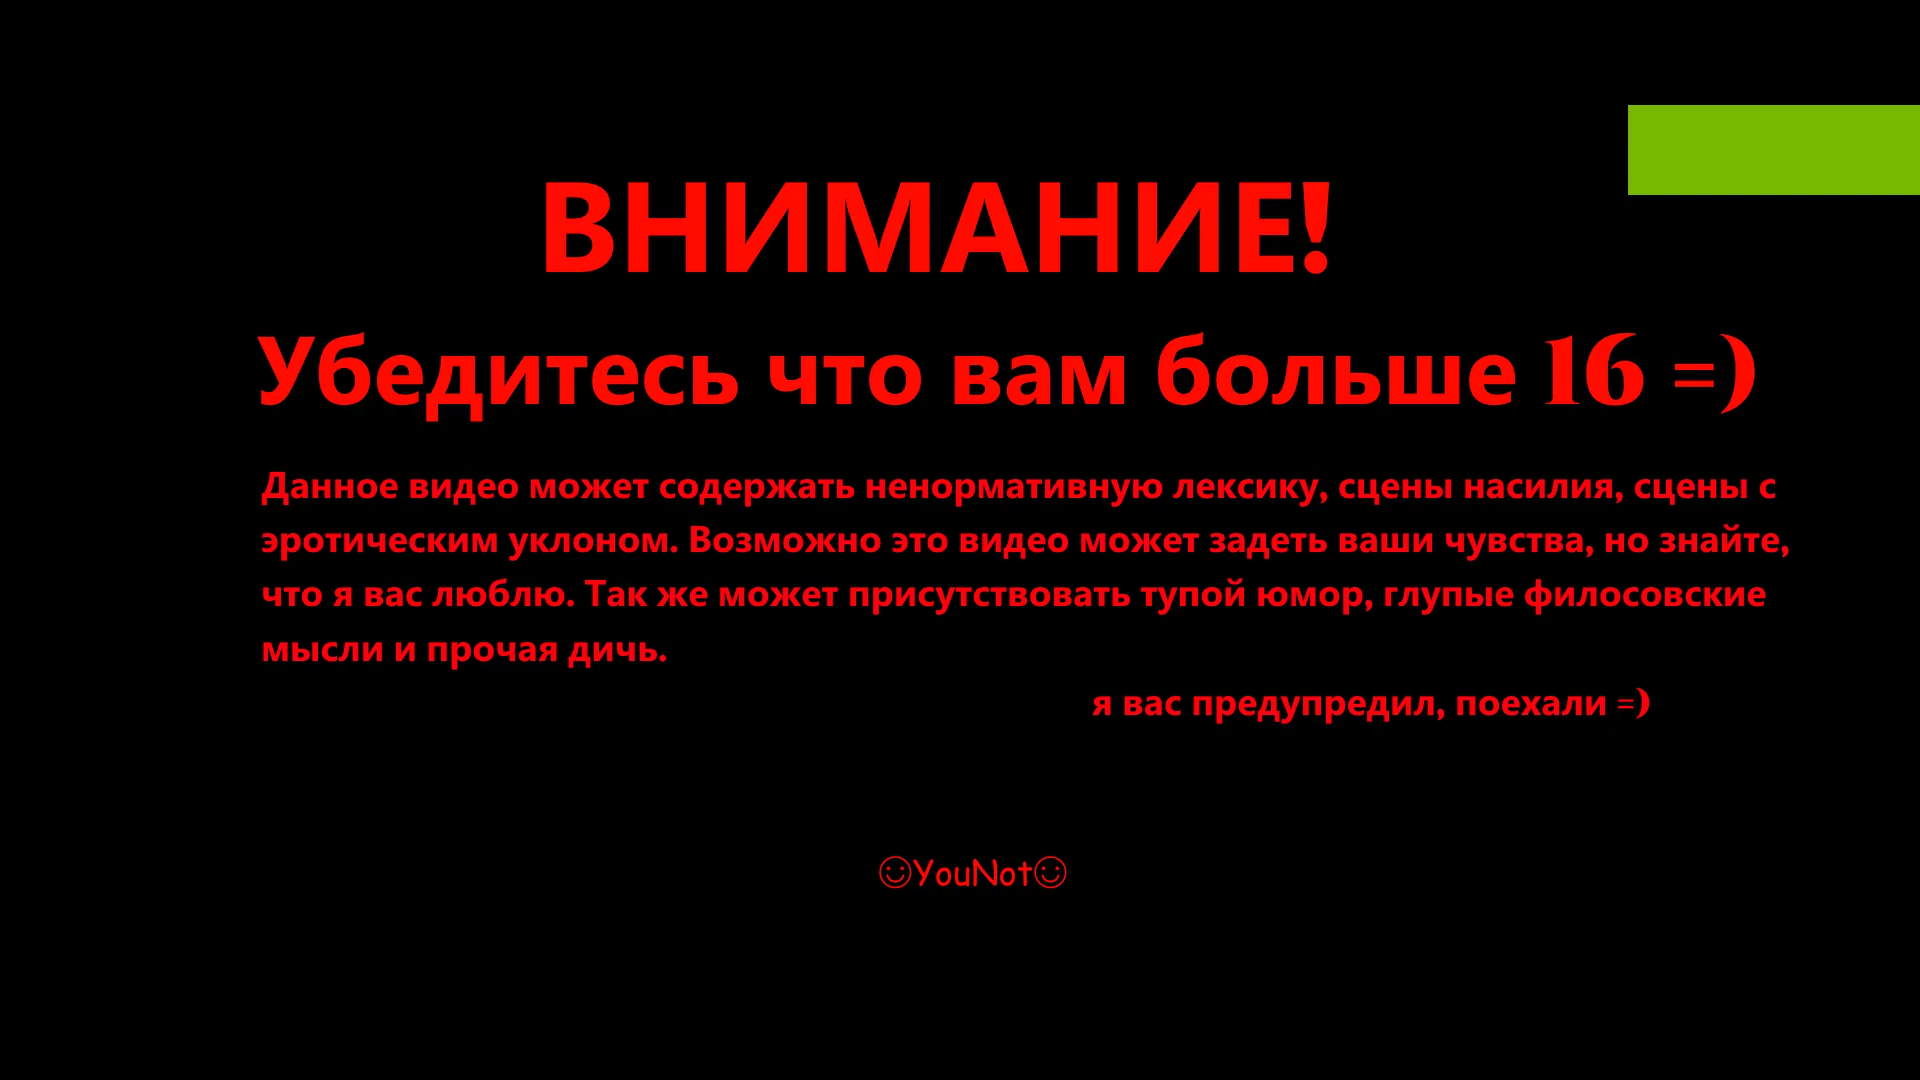 ВНИМАНИЕ!
Убедитесь что вам больше 16 =)
Данное видео может содержать ненормативную лексику, сцены насилия, сцены с
эротическим уклоном. Возможно это видео может задеть ваши чувства, но знайте,
что я вас люблю. Так же может присутствовать тупой юмор, глупые филосовские
мысли и прочая дичь.
я вас предупредил, поехали =)
☺YouNot☺